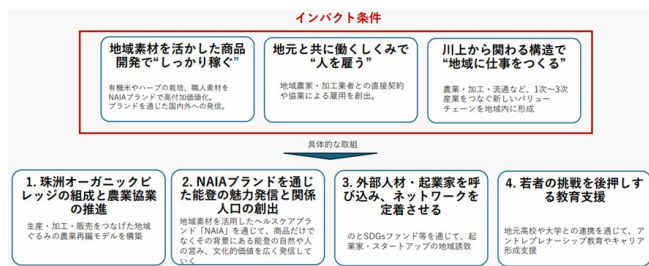 インパクト条件
地域素材を活かした商品
開発で“しっかり稼ぐ”
有機米やハーブの栽培、職人素材を
NAIAブランドで高付加価値化。
ブランドを通じた国内外への発信。
地元と共に働くしくみで
“人を雇う”
地域農家・加工業者との直接契約
や協業による雇用を創出。
川上から関わる構造で
“地域に仕事をつくる”
農業・加工・流通など、1次～3次
産業をつなぐ新しいバリュー
チェーンを地域内に形成
具体的な取組
1. 珠洲オーガニックビ
レッジの組成と農業協業
の推進
生産・加工・販売をつなげた地域
ぐるみの農業再編モデルを構築
2. NAIAブランドを通じ
た能登の魅力発信と関係
人口の創出
地域素材を活用したヘルスケアブラ
ンド「NAIA」を通じて、商品だけで
なくその背景にある能登の自然や人
の営み、文化的価値を広く発信して
いく
3. 外部人材・起業家を呼
び込み、ネットワークを
定着させる
のとSDGsファンド等を通じて、起
業家・スタートアップの地域誘致
4. 若者の挑戦を後押しす
る教育支援
地元高校や大学との連携を通じて、ア
ントレプレナーシップ教育やキャリア
形成支援